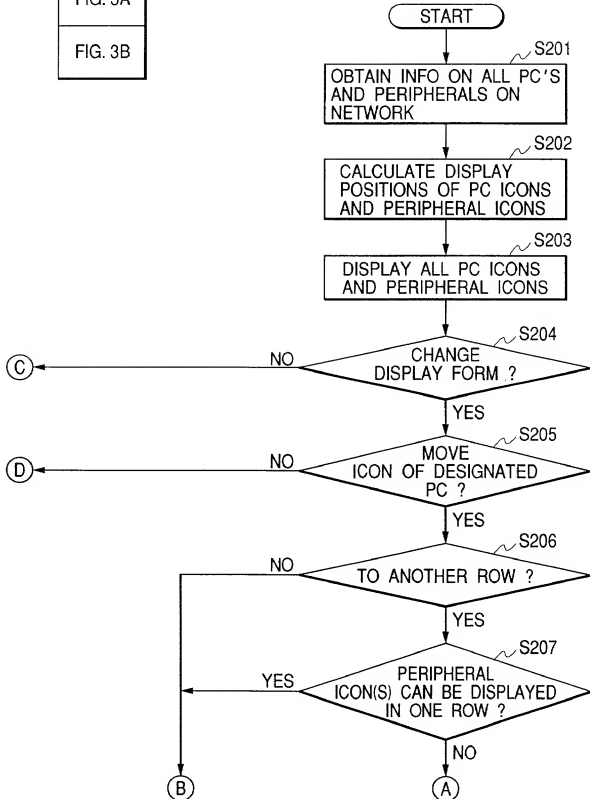 FIG. 3A
FIG. 3B
START
S201
OBTAIN INFO ON ALL PC'S
AND PERIPHERALS ON
NETWORK
S202
CALCULATE DISPLAY
POSITIONS OF PC ICONS
AND PERIPHERAL ICONS
S203
DISPLAY ALL PC ICONS
AND PERIPHERAL ICONS
S204
CHANGE
DISPLAY FORM ?
NO
C
YES
S205
MOVE
ICON OF DESIGNATED
PC ?
NO
D
YES
S206
TO ANOTHER ROW ?
NO
YES
S207
PERIPHERAL
ICON(S) CAN BE DISPLAYED
IN ONE ROW ?
YES
NO
B
A